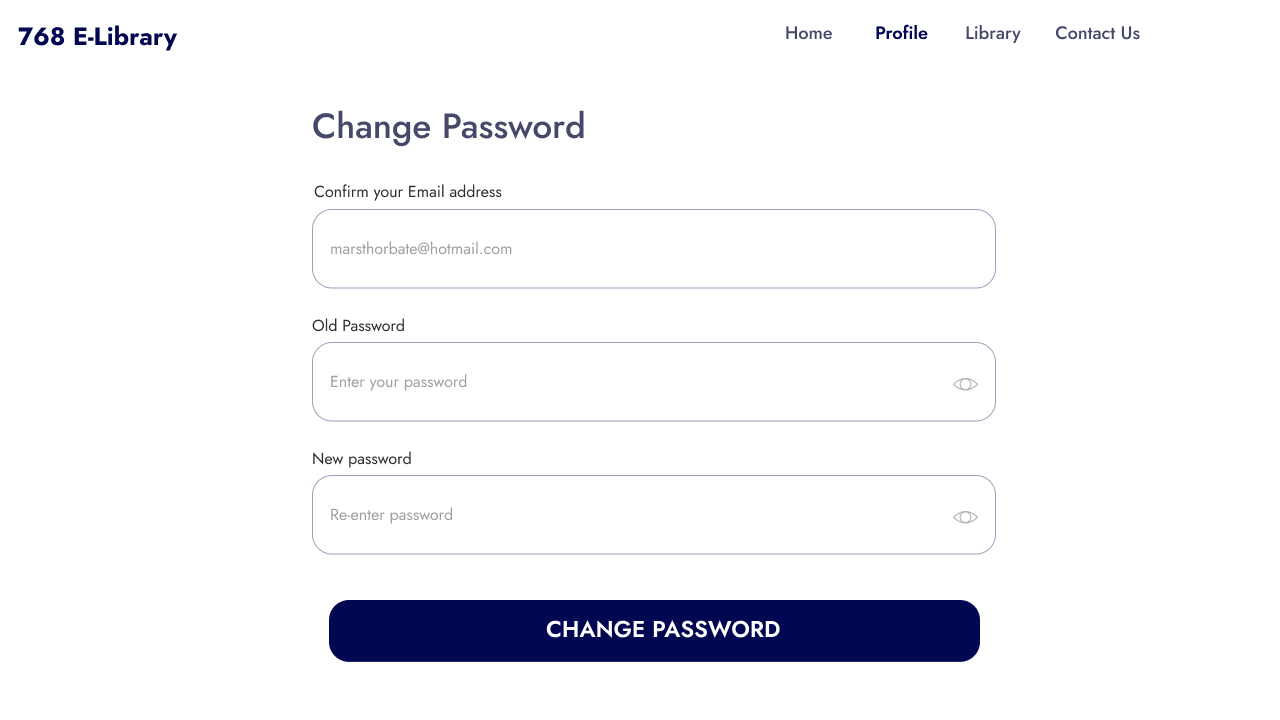 768 E-Library
Home Profile Library Contact Us
Change Password
Confirm your Email address
marsthorbate@hotmail.com
Old Password
Enter your password
New password
Re-enter password
CHANGE PASSWORD